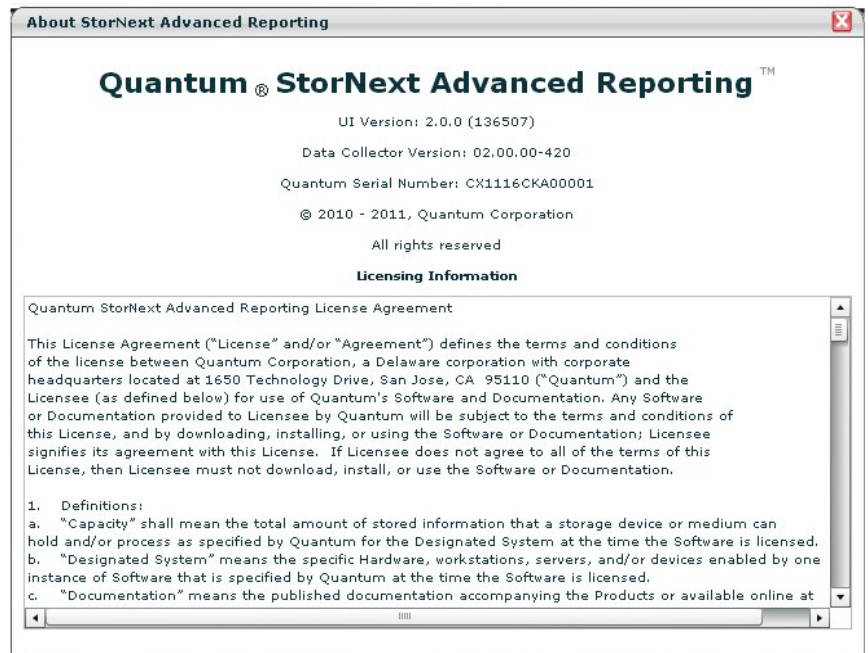 About StorNext Advanced Reporting
Quantum ® StorNext Advanced Reporting ™
UI Version: 2.0.0 (136507)
Data Collector Version: 02.00.00-420
Quantum Serial Number: CX1116CKA00001
© 2010 - 2011, Quantum Corporation
All rights reserved
Licensing Information
Quantum StorNext Advanced Reporting License Agreement
This License Agreement (“License” and/or “Agreement”) defines the terms and conditions
of the license between Quantum Corporation, a Delaware corporation with corporate
headquarters located at 1650 Technology Drive, San Jose, CA  95110 (“Quantum”) and the
Licensee (as defined below) for use of Quantum's Software and Documentation. Any Software
or Documentation provided to Licensee by Quantum will be subject to the terms and conditions of
this License, and by downloading, installing, or using the Software or Documentation; Licensee
signifies its agreement with this License.  If Licensee does not agree to all of the terms of this
License, then Licensee must not download, install, or use the Software or Documentation.
1.   Definitions:
a.   “Capacity” shall mean the total amount of stored information that a storage device or medium can
hold and/or process as specified by Quantum for the Designated System at the time the Software is licensed.
b.   “Designated System” means the specific Hardware, workstations, servers, and/or devices enabled by one
instance of Software that is specified by Quantum at the time the Software is licensed.
c.   “Documentation” means the published documentation accompanying the Products or available online at